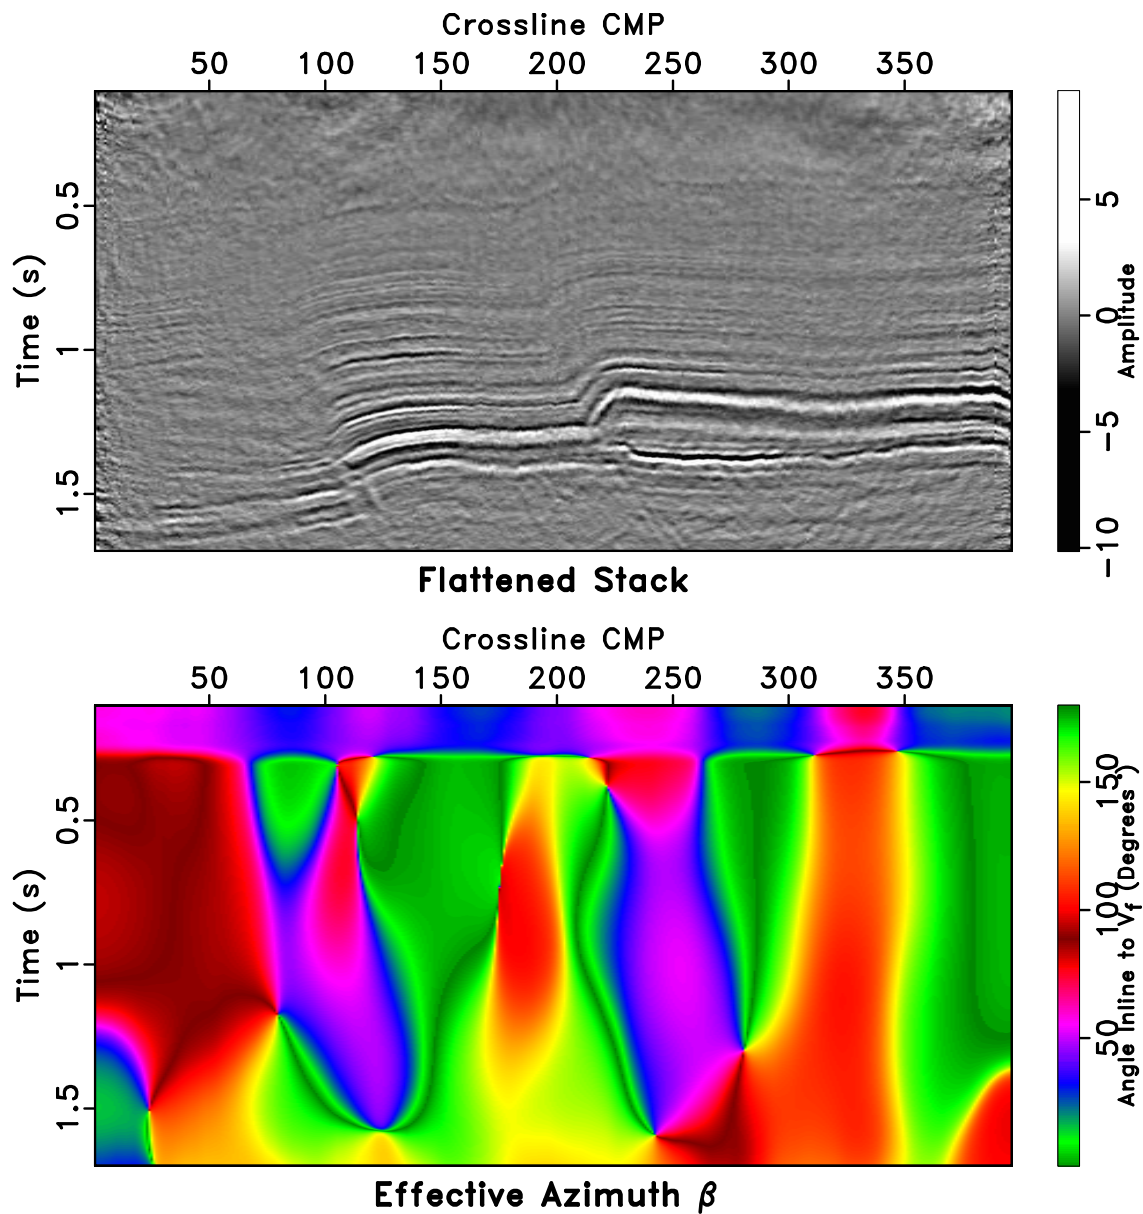 Crossline CMP
50 100 150 200 250 300 350
Time (s)
0.5
1
1.5
5
0
−5
−10
Amplitude
Flattened Stack
Crossline CMP
50 100 150 200 250 300 350
Time (s)
0.5
1
1.5
150
100
50
Angle Inline to Vf (Degrees°)
Effective Azimuth β